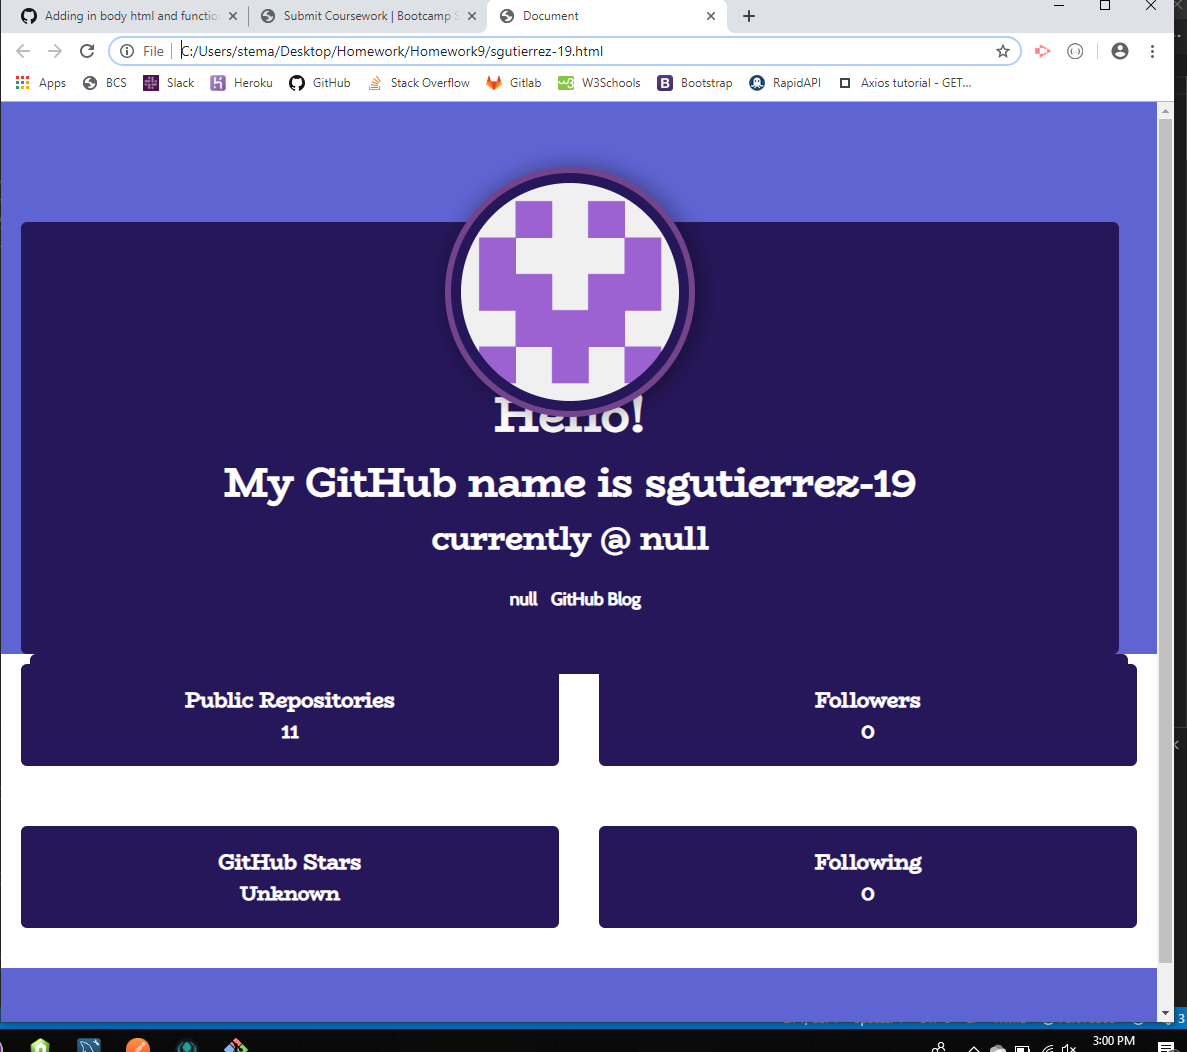 Adding in body html and functio
Submit Coursework | Bootcamp S
Document
File
C:/Users/stema/Desktop/Homework/Homework9/sgutierrez-19.html
Apps
BCS
Slack
Heroku
GitHub
Stack Overflow
Gitlab
W3Schools
Bootstrap
RapidAPI
Axios tutorial - GET...
Hello!
My GitHub name is sgutierrez-19
currently @ null
null GitHub Blog
Public Repositories
11
Followers
0
GitHub Stars
Unknown
Following
0
3
3:00 PM